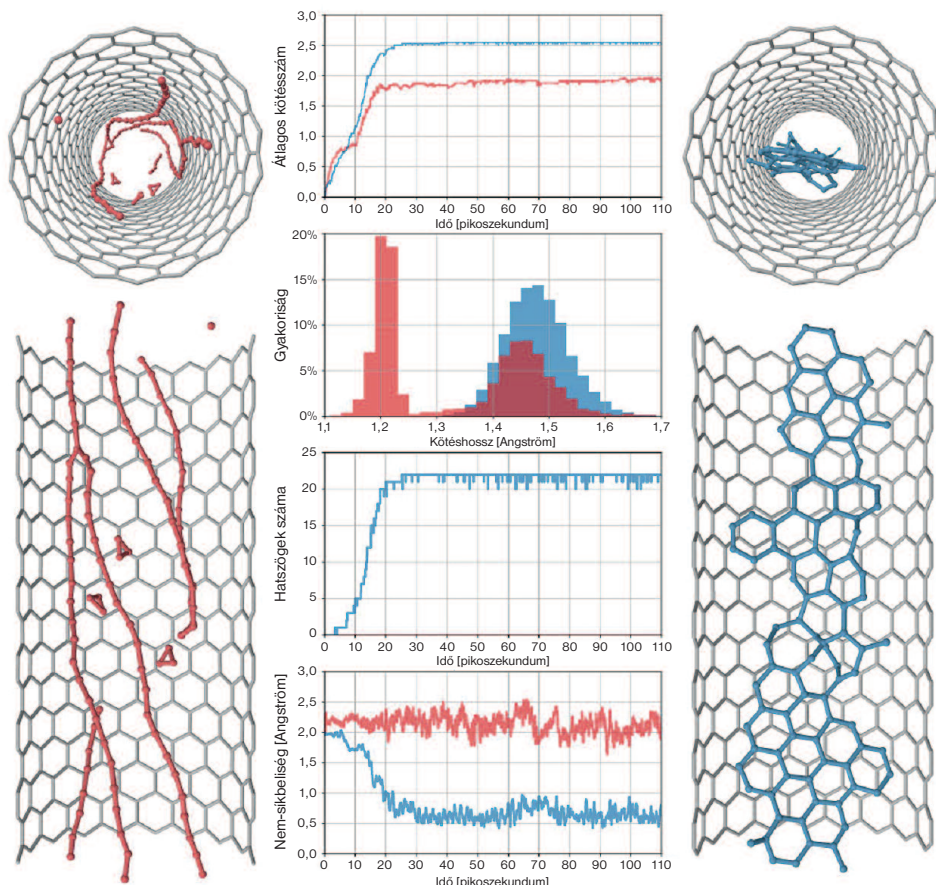 Átlagos kötésszám
3,0
2,5
2,0
1,5
1,0
0,5
0,0
0 10 20 30 40 50 60 70 80 90 100 110
Idő [pikoszekundum]
Gyakoriság
20%
15%
10%
5%
0%
1,1 1,2 1,3 1,4 1,5 1,6 1,7
Kötéshossz [Angström]
Hatszögek száma
25
20
15
10
5
0
0 10 20 30 40 50 60 70 80 90 100 110
Idő [pikoszekundum]
Nem-síkbeliség [Angström]
3,0
2,5
2,0
1,5
1,0
0,5
0,0
0 10 20 30 40 50 60 70 80 90 100 110
Idő [pikoszekundum]